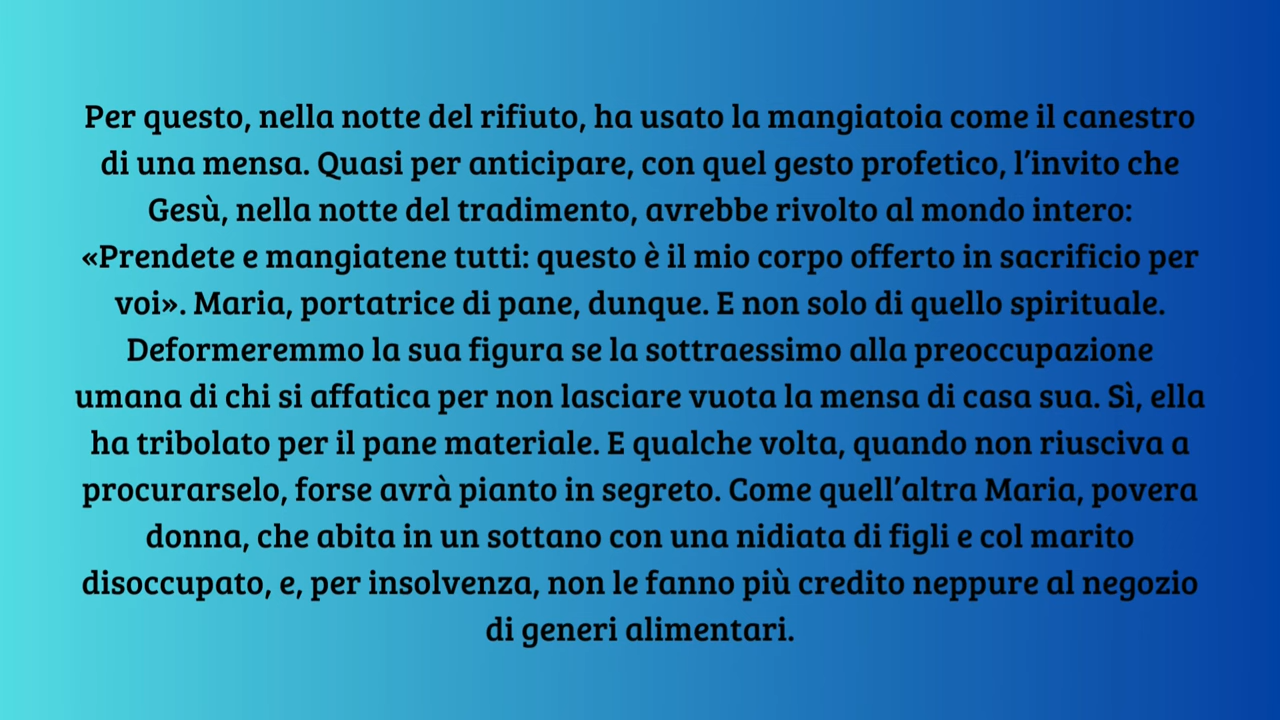 Per questo, nella notte del rifiuto, ha usato la mangiatoia come il canestro
di una mensa. Quasi per anticipare, con quel gesto profetico, l’invito che
Gesù, nella notte del tradimento, avrebbe rivolto al mondo intero:
«Prendete e mangiatene tutti: questo è il mio corpo offerto in sacrificio per
voi». Maria, portatrice di pane, dunque. E non solo di quello spirituale.
Deformeremmo la sua figura se la sottraessimo alla preoccupazione
umana di chi si affatica per non lasciare vuota la mensa di casa sua. Sì, ella
ha tribolato per il pane materiale. E qualche volta, quando non riusciva a
procurarselo, forse avrà pianto in segreto. Come quell’altra Maria, povera
donna, che abita in un sottano con una nidiata di figli e col marito
disoccupato, e, per insolvenza, non le fanno più credito neppure al negozio
di generi alimentari.